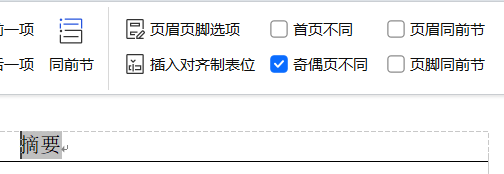 前一项 页眉页脚选项 首页不同 页眉同前节
后一项 同前节 插入对齐制表位 奇偶页不同 页脚同前节
摘要